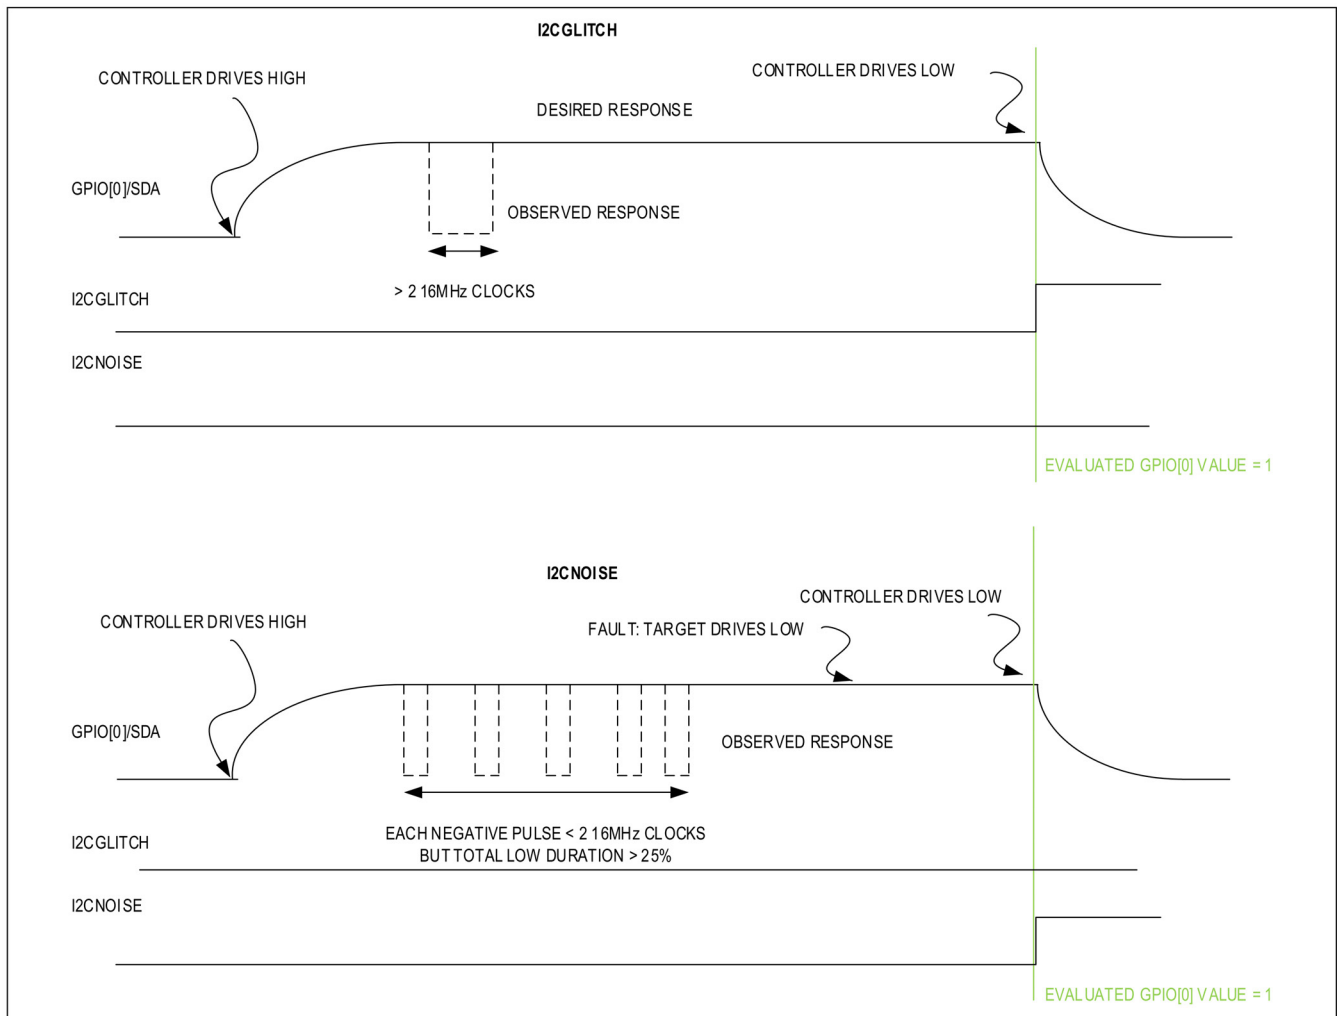 I2CGLITCH
CONTROLLER DRIVES HIGH
CONTROLLER DRIVES LOW
DESIRED RESPONSE
GPIO[0]/SDA
OBSERVED RESPONSE
> 2 16MHz CLOCKS
I2CGLITCH
I2CNOISE
EVALUATED GPIO[0] VALUE = 1
I2CNOISE
CONTROLLER DRIVES LOW
CONTROLLER DRIVES HIGH
FAULT: TARGET DRIVES LOW
GPIO[0]/SDA
OBSERVED RESPONSE
EACH NEGATIVE PULSE < 2 16MHz CLOCKS
BUT TOTAL LOW DURATION > 25%
I2CGLITCH
I2CNOISE
EVALUATED GPIO[0] VALUE = 1